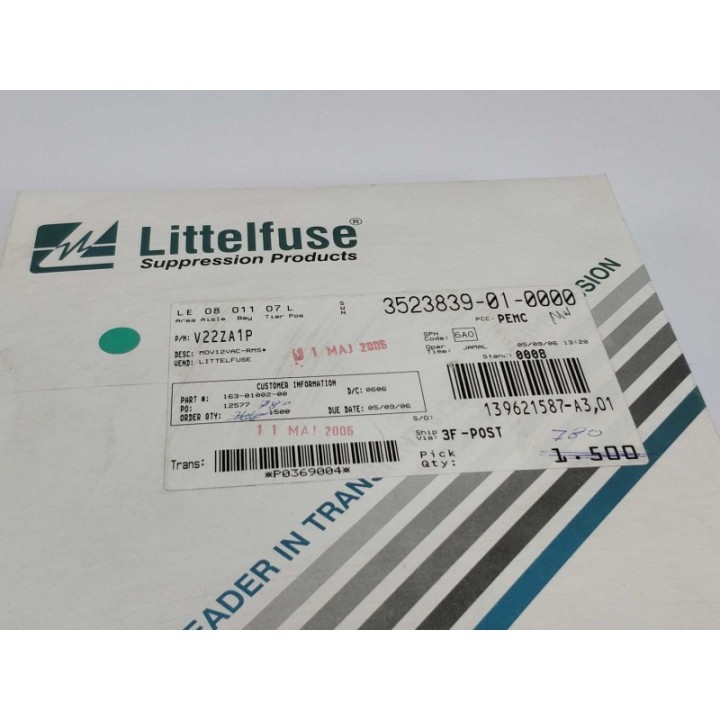 Littelfuse®
Suppression Products
LE 08 011 07 L
Area Aisle Bay Tier Pos
3523839-01-0000
PCC: PEMC
P/N: V22ZA1P
SPH Code: 6A0
Oper JAMAL 05/09/06 13:20
Time:
DESC: MOV12VAC-RMS*
VEND: LITTELFUSE
11 MAJ 2006
Stan: 0008
CUSTOMER INFORMATION
PART #: 163-01002-00 D/C: 0606
PO: 12577
ORDER QTY: 1500 DUE DATE: 05/09/06
139621587-A3,01
S/O:
11 MAJ 2006
Ship Via: 3F-POST
780
Trans:
*P0369004*
Pick Qty: 1.500
EADER IN TRANS
SION